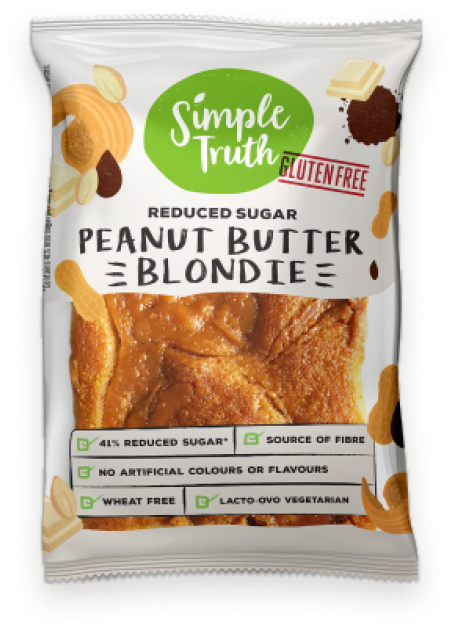 Simple
Truth
GLUTEN FREE
REDUCED SUGAR
PEANUT BUTTER
BLONDIE
41% REDUCED SUGAR*
SOURCE OF FIBRE
NO ARTIFICIAL COLOURS OR FLAVOURS
WHEAT FREE
LACTO-OVO VEGETARIAN